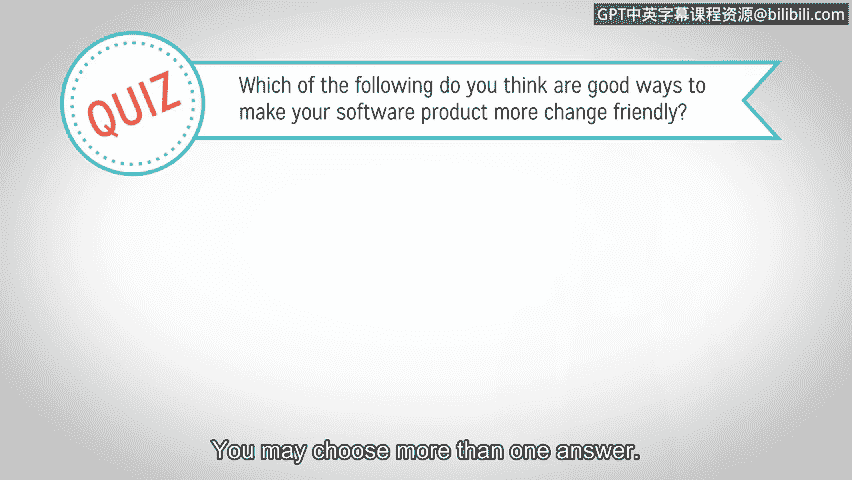 GPT中英字幕课程资源@bilibili.com
QUIZ
Which of the following do you think are good ways to
make your software product more change friendly?
You may choose more than one answer.